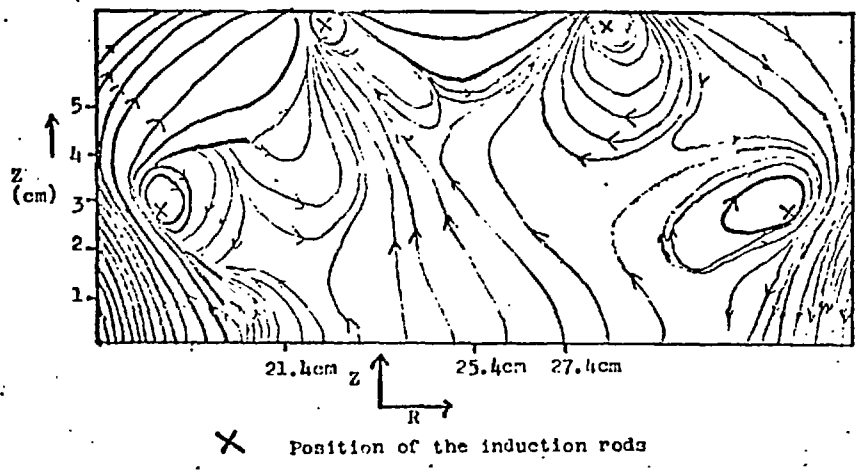 5
4
Z
(cm)
3
2
1.
21.4cm
25.4cm
27.4cm
Z
R
X Position of the induction rods